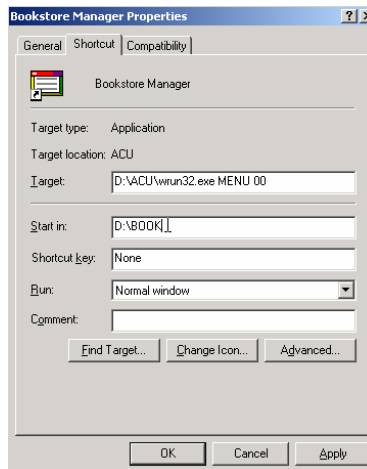 Bookstore Manager Properties
General Shortcut Compatibility
Bookstore Manager
Target type: Application
Target location: ACU
Target: D:\ACU\wrun32.exe MENU 00
Start in: D:\BOOK
Shortcut key: None
Run: Normal window
Comment:
Find Target... Change Icon... Advanced...
OK Cancel Apply